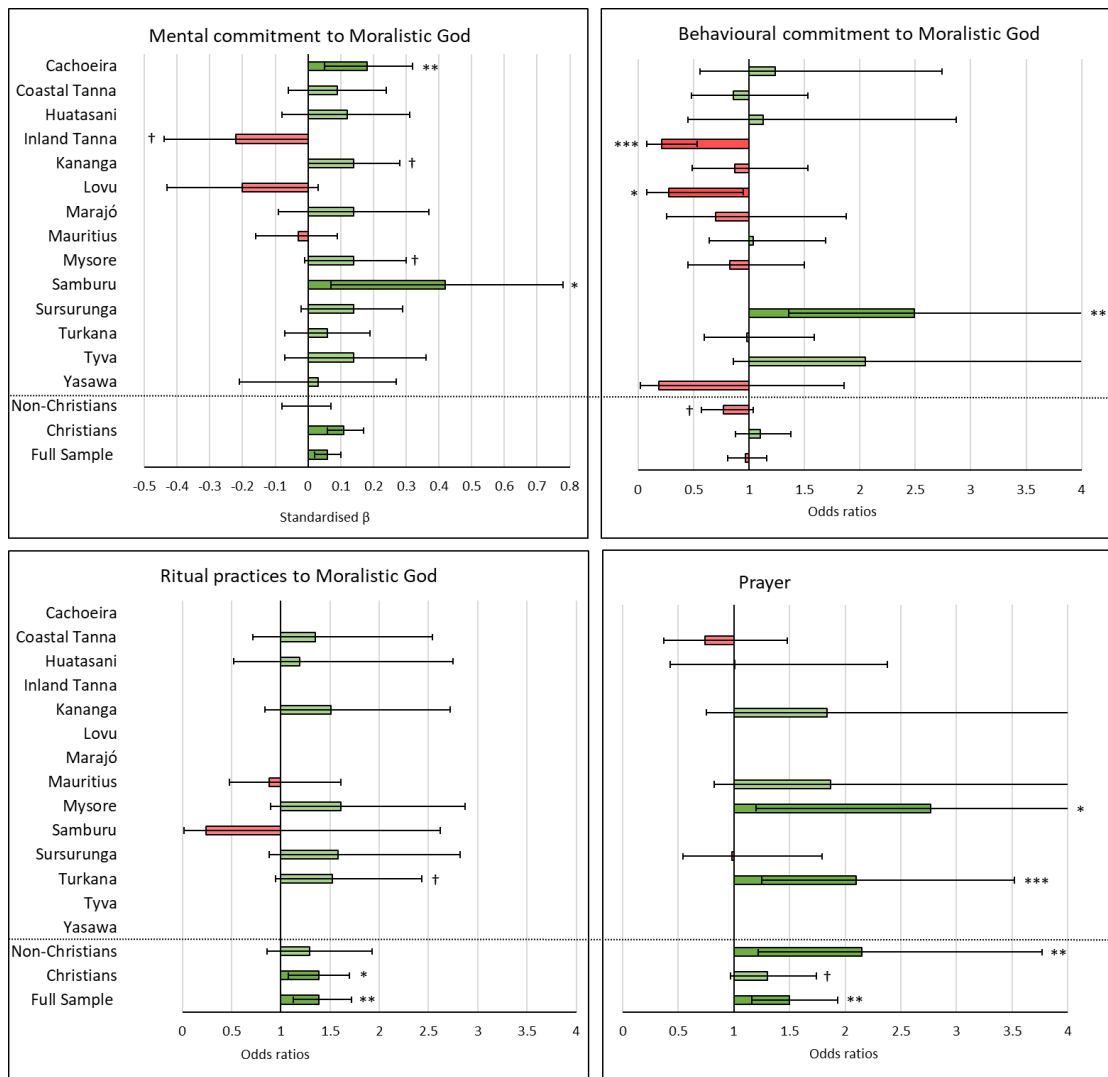 Mental commitment to Moralistic God
Cachoeira
**
Coastal Tanna
Huatasani
Inland Tanna
†
Kananga
†
Lovu
Marajó
Mauritius
Mysore
†
Samburu
*
Sursurunga
Turkana
Tyva
Yasawa
Non-Christians
Christians
Full Sample
-0.5 -0.4 -0.3 -0.2 -0.1 0 0.1 0.2 0.3 0.4 0.5 0.6 0.7 0.8
Standardised β
Behavioural commitment to Moralistic God
***
*
**
†
0 0.5 1 1.5 2 2.5 3 3.5 4
Odds ratios
Ritual practices to Moralistic God
Cachoeira
Coastal Tanna
Huatasani
Inland Tanna
Kananga
Lovu
Marajó
Mauritius
Mysore
Samburu
Sursurunga
Turkana
†
Tyva
Yasawa
Non-Christians
Christians
*
Full Sample
**
0 0.5 1 1.5 2 2.5 3 3.5 4
Odds ratios
Prayer
*
***
**
†
**
0 0.5 1 1.5 2 2.5 3 3.5 4
Odds ratios